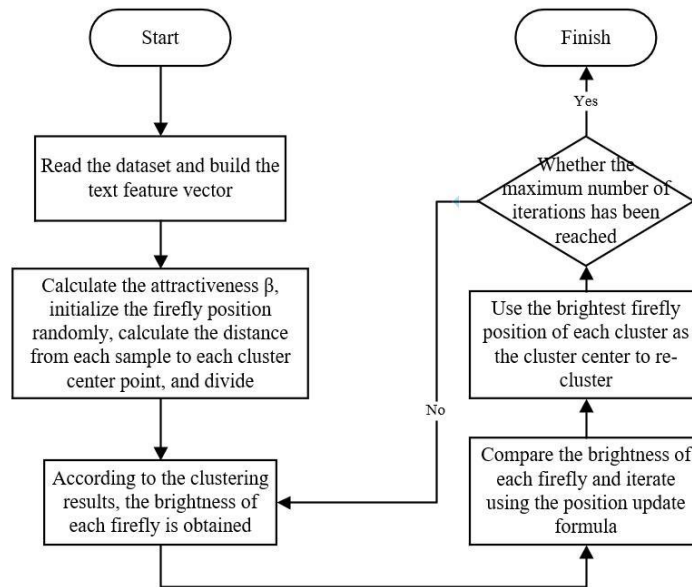 Start
Read the dataset and build the
text feature vector
Calculate the attractiveness β,
initialize the firefly position
randomly, calculate the distance
from each sample to each cluster
center point, and divide
According to the clustering
results, the brightness of
each firefly is obtained
Finish
Yes
Whether the
maximum number of
iterations has been
reached
Use the brightest firefly
position of each cluster as
the cluster center to re-
cluster
No
Compare the brightness of
each firefly and iterate
using the position update
formula